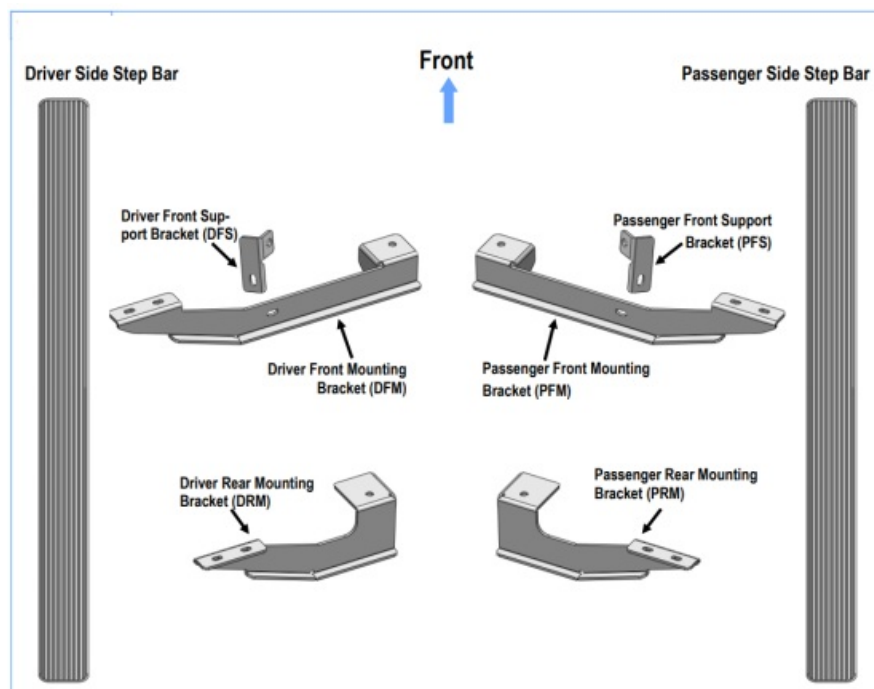 Front
Driver Side Step Bar
Passenger Side Step Bar
Driver Front Sup-
port Bracket (DFS)
Passenger Front Support
Bracket (PFS)
Driver Front Mounting
Bracket (DFM)
Passenger Front Mounting
Bracket (PFM)
Driver Rear Mounting
Bracket (DRM)
Passenger Rear Mounting
Bracket (PRM)